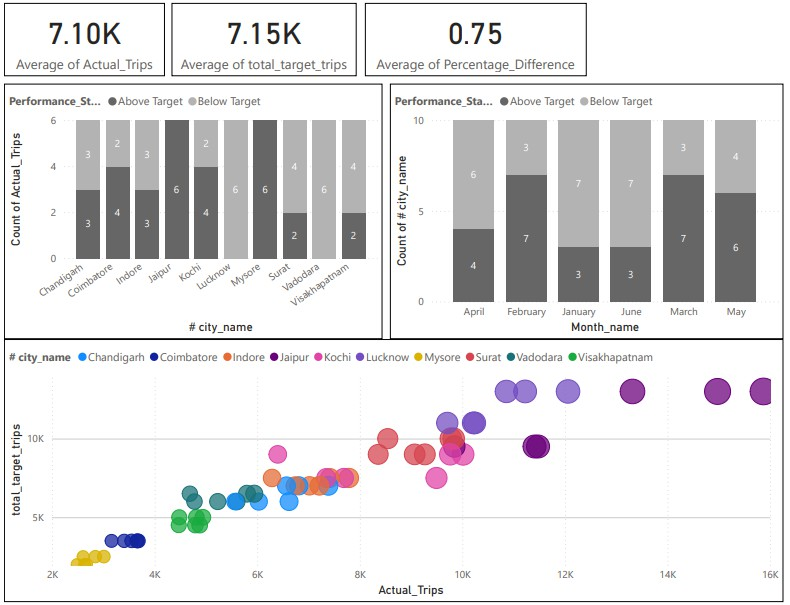 7.10K
Average of Actual_Trips
7.15K
Average of total_target_trips
0.75
Average of Percentage_Difference
Performance_St... Above Target Below Target
Count of Actual_Trips
6
4
2
0
3 2 3 6 2 6 6 4 6 4
3 4 3 4 2 2
Chandigarh Coimbatore Indore Jaipur Kochi Lucknow Mysore Surat Vadodara Visakhapatnam
# city_name
Performance_Sta... Above Target Below Target
Count of # city_name
10
5
0
6 3 7 7 3 4
4 7 3 3 7 6
April February January June March May
Month_name
# city_name Chandigarh Coimbatore Indore Jaipur Kochi Lucknow Mysore Surat Vadodara Visakhapatnam
total_target_trips
10K
5K
2K 4K 6K 8K 10K 12K 14K 16K
Actual_Trips